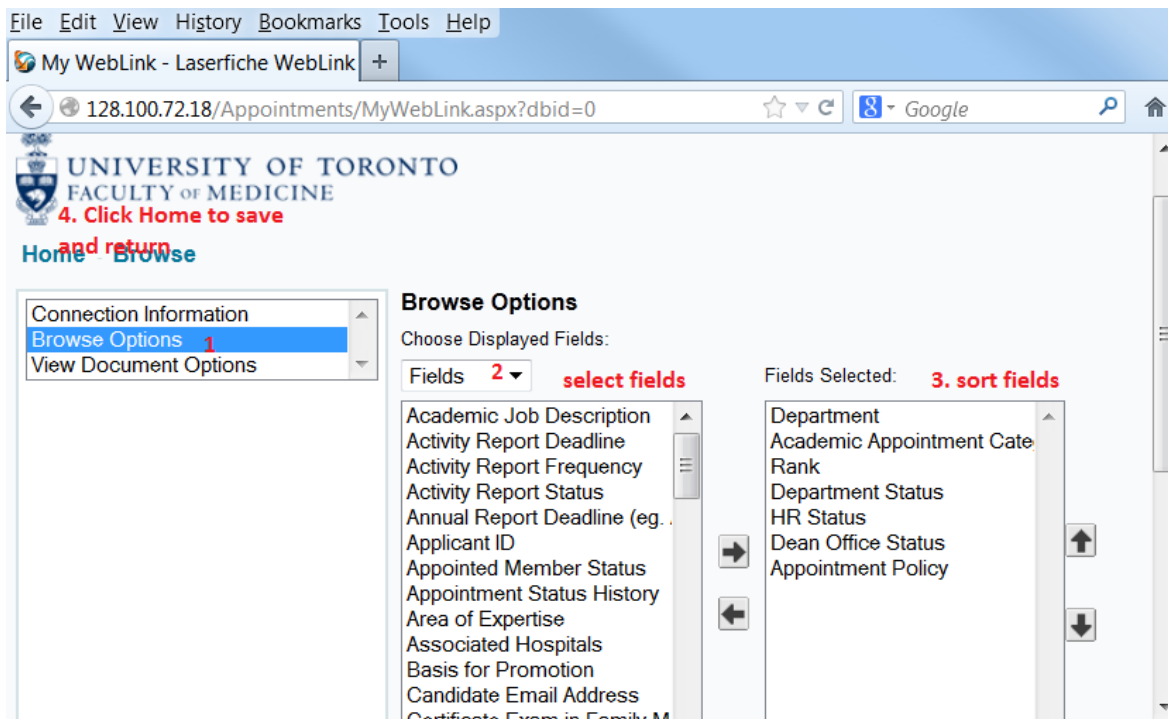 File Edit View History Bookmarks Tools Help
My WebLink - Laserfiche WebLink +
128.100.72.18/Appointments/MyWebLink.aspx?dbid=0 8 Google
UNIVERSITY OF TORONTO
FACULTY OF MEDICINE
4. Click Home to save
and return.
Home Browse
Connection Information
Browse Options 1
View Document Options
Browse Options
Choose Displayed Fields:
Fields 2 select fields
Academic Job Description
Activity Report Deadline
Activity Report Frequency
Activity Report Status
Annual Report Deadline (eg.
Applicant ID
Appointed Member Status
Appointment Status History
Area of Expertise
Associated Hospitals
Basis for Promotion
Candidate Email Address
Certificate Exam in Family M
Fields Selected: 3. sort fields
Department
Academic Appointment Cate
Rank
Department Status
HR Status
Dean Office Status
Appointment Policy